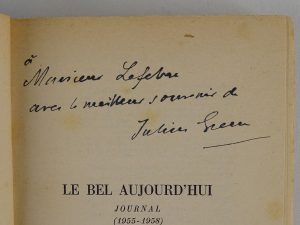 à
Monsieur Lefebvre
avec le meilleur souvenir de
Julien Green
LE BEL AUJOURD'HUI
JOURNAL
(1955-1958)